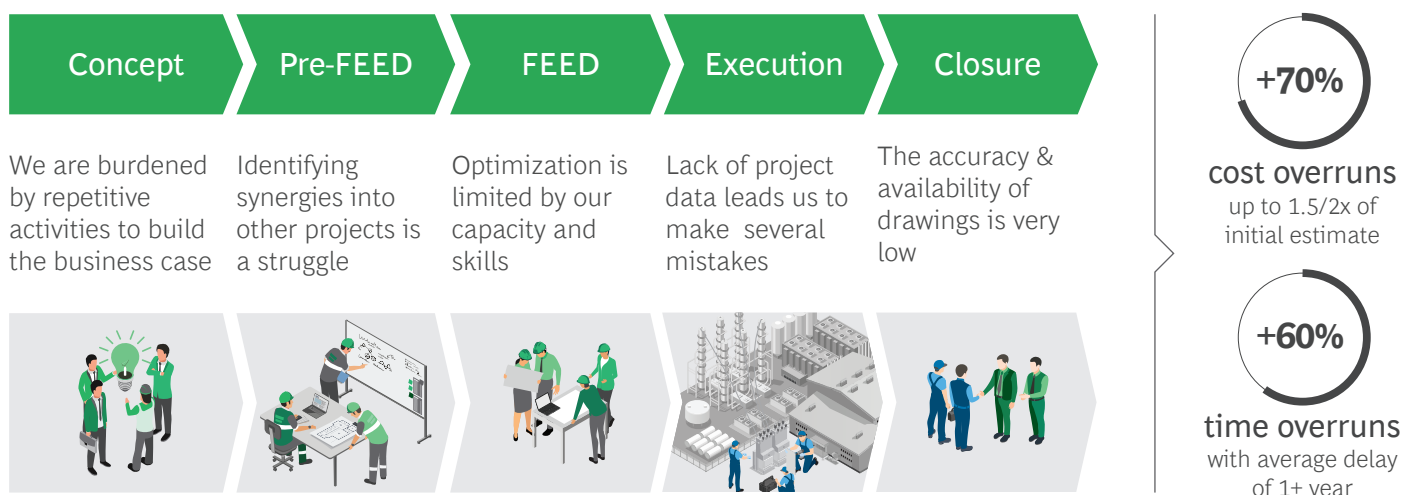 Concept
Pre-FEED
FEED
Execution
Closure
We are burdened
by repetitive
activities to build
the business case
Identifying
synergies into
other projects is
a struggle
Optimization is
limited by our
capacity and
skills
Lack of project
data leads us to
make several
mistakes
The accuracy &
availability of
drawings is very
low
+70%
cost overruns
up to 1.5/2x of
initial estimate
+60%
time overruns
with average delay
of 1+ year